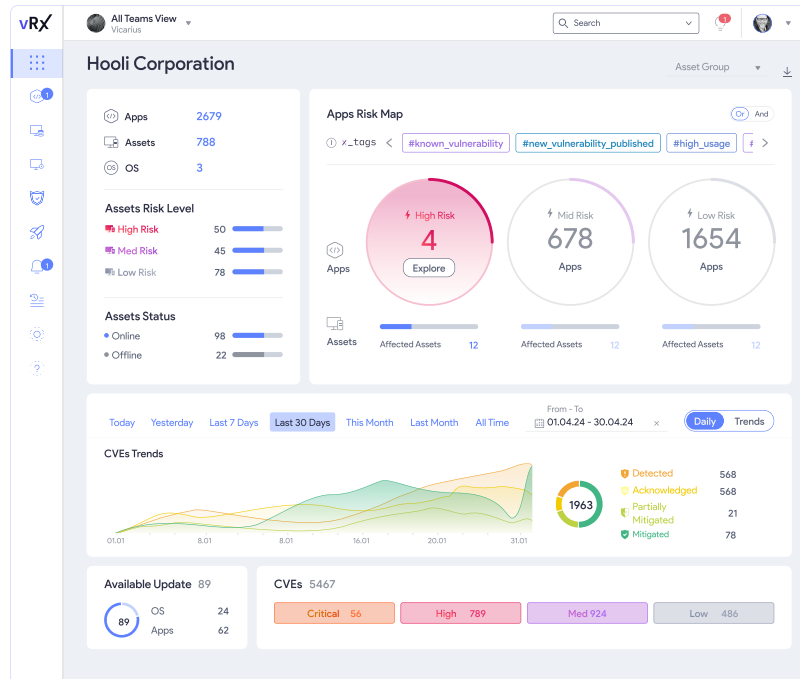 vRX
All Teams View
Vicarius
Search
1
Hooli Corporation
Asset Group
1
1
Apps 2679
Assets 788
OS OS 3
Assets Risk Level
High Risk 50
Med Risk 45
Low Risk 78
Assets Status
Online 98
Offline 22
Apps Risk Map
Or And
x_tags #known_vulnerability #new_vulnerability_published #high_usage #
High Risk
4
Explore
Mid Risk
678
Apps
Low Risk
1654
Apps
Apps
Assets
Affected Assets 12
Affected Assets 12
Affected Assets 12
Today Yesterday Last 7 Days Last 30 Days This Month Last Month All Time
From - To
01.04.24 - 30.04.24 ×
Daily Trends
CVEs Trends
01.01 8.01 8.01 16.01 20.01 31.01
1963
Detected 568
Acknowledged 568
Partially
Mitigated 21
Mitigated 78
?
Available Update 89
89
OS 24
Apps 62
CVEs 5467
Critical 56
High 789
Med 924
Low 486